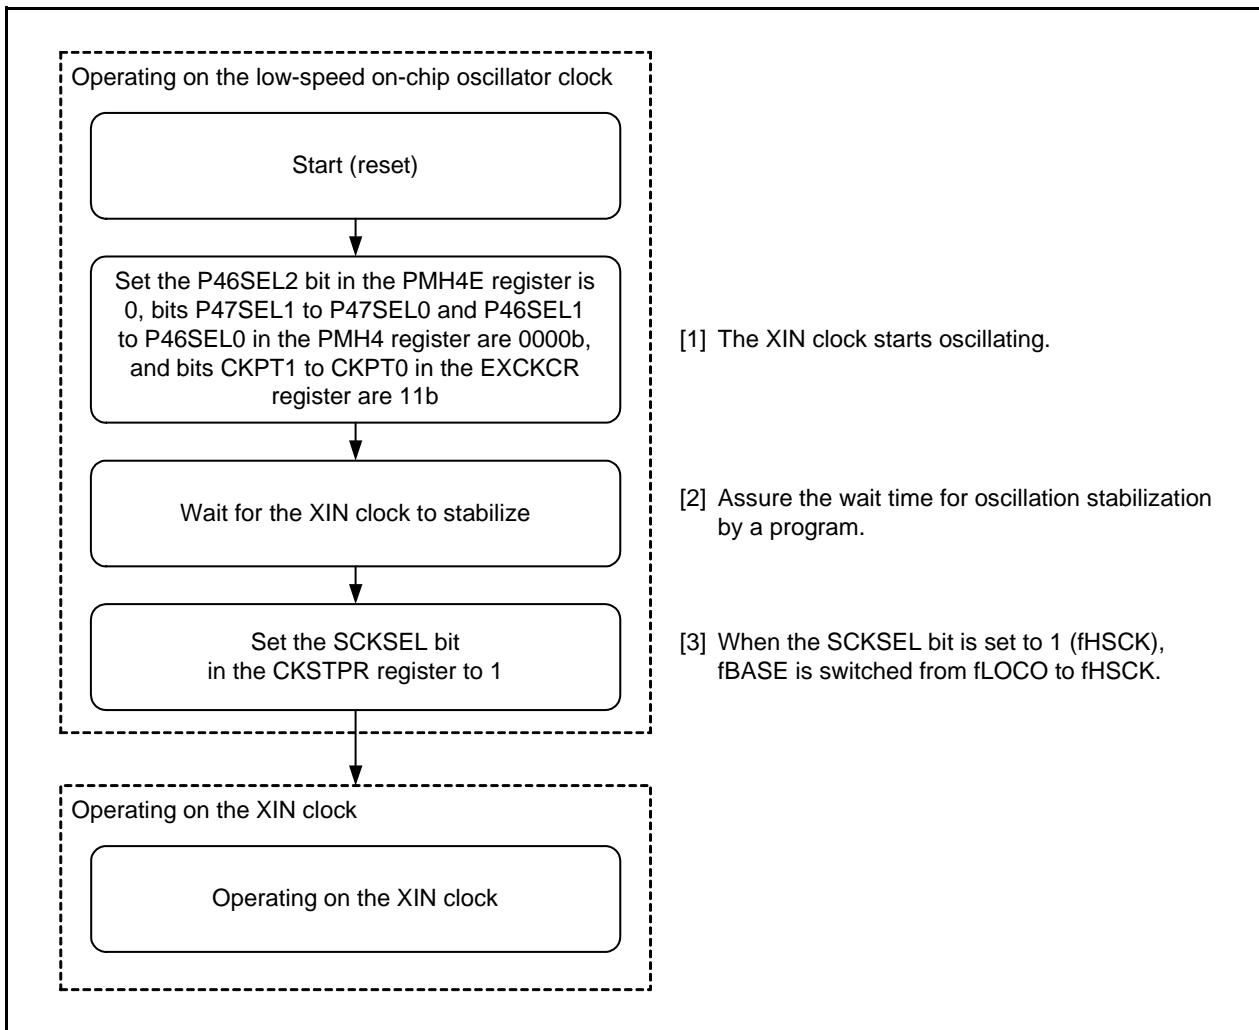 Operating on the low-speed on-chip oscillator clock
Start (reset)
Set the P46SEL2 bit in the PMH4E register is
0, bits P47SEL1 to P47SEL0 and P46SEL1
to P46SEL0 in the PMH4 register are 0000b,
and bits CKPT1 to CKPT0 in the EXCKCR
register are 11b
[1] The XIN clock starts oscillating.
Wait for the XIN clock to stabilize
[2] Assure the wait time for oscillation stabilization
by a program.
Set the SCKSEL bit
in the CKSTPR register to 1
[3] When the SCKSEL bit is set to 1 (fHSCK),
fBASE is switched from fLOCO to fHSCK.
Operating on the XIN clock
Operating on the XIN clock